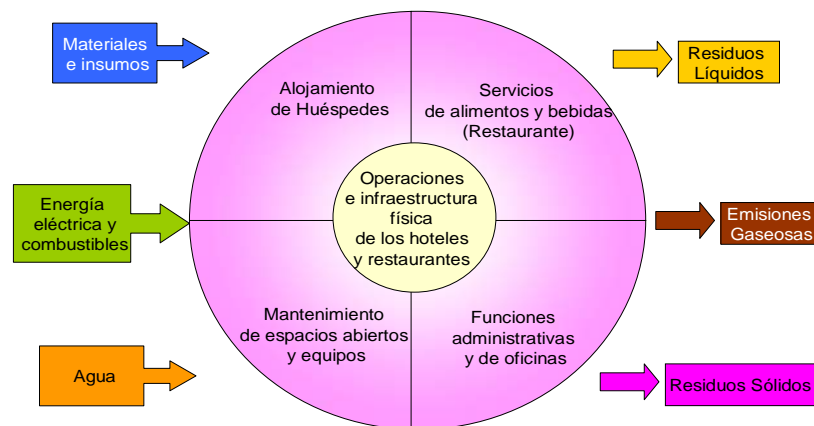 Materiales
e insumos
Residuos
Líquidos
Alojamiento
de Huéspedes
Servicios
de alimentos y bebidas
(Restaurante)
Energía
eléctrica y
combustibles
Operaciones
e infraestructura
física
de los hoteles
y restaurantes
Emisiones
Gaseosas
Mantenimiento
de espacios abiertos
y equipos
Funciones
administrativas
y de oficinas
Agua
Residuos Sólidos